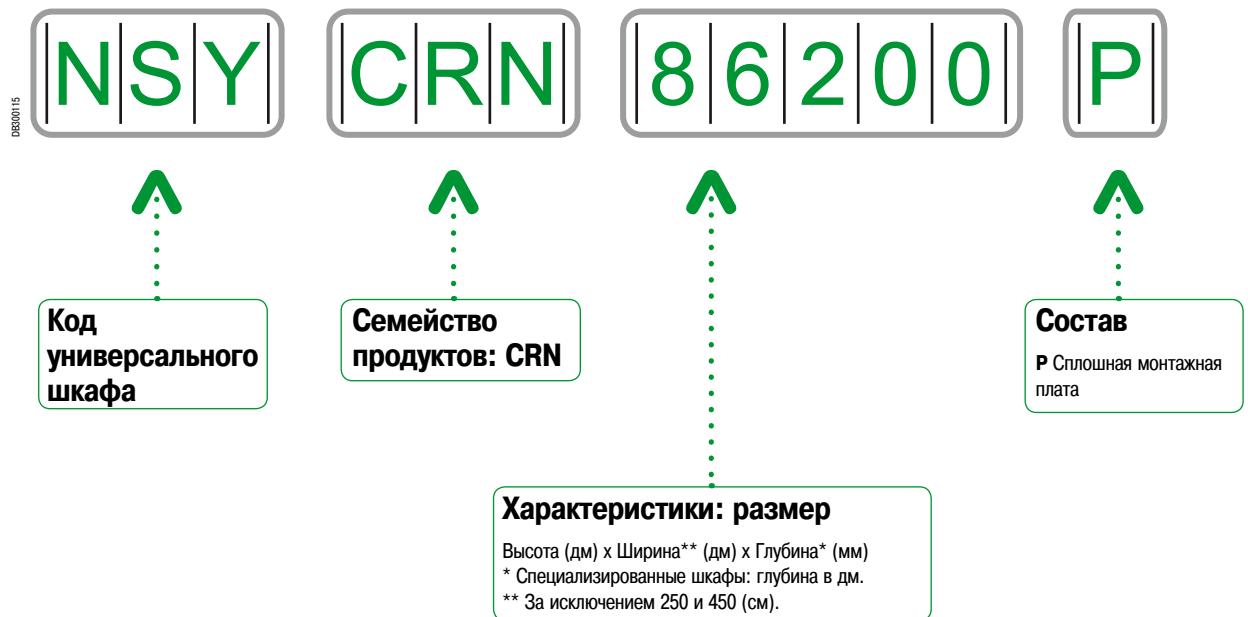 NSY CRN 86200 P
DB300115
Код
универсального
шкафа
Семейство
продуктов: CRN
Состав
P Сплошная монтажная
плата
Характеристики: размер
Высота (дм) x Ширина** (дм) x Глубина* (мм)
* Специализированные шкафы: глубина в дм.
** За исключением 250 и 450 (см).